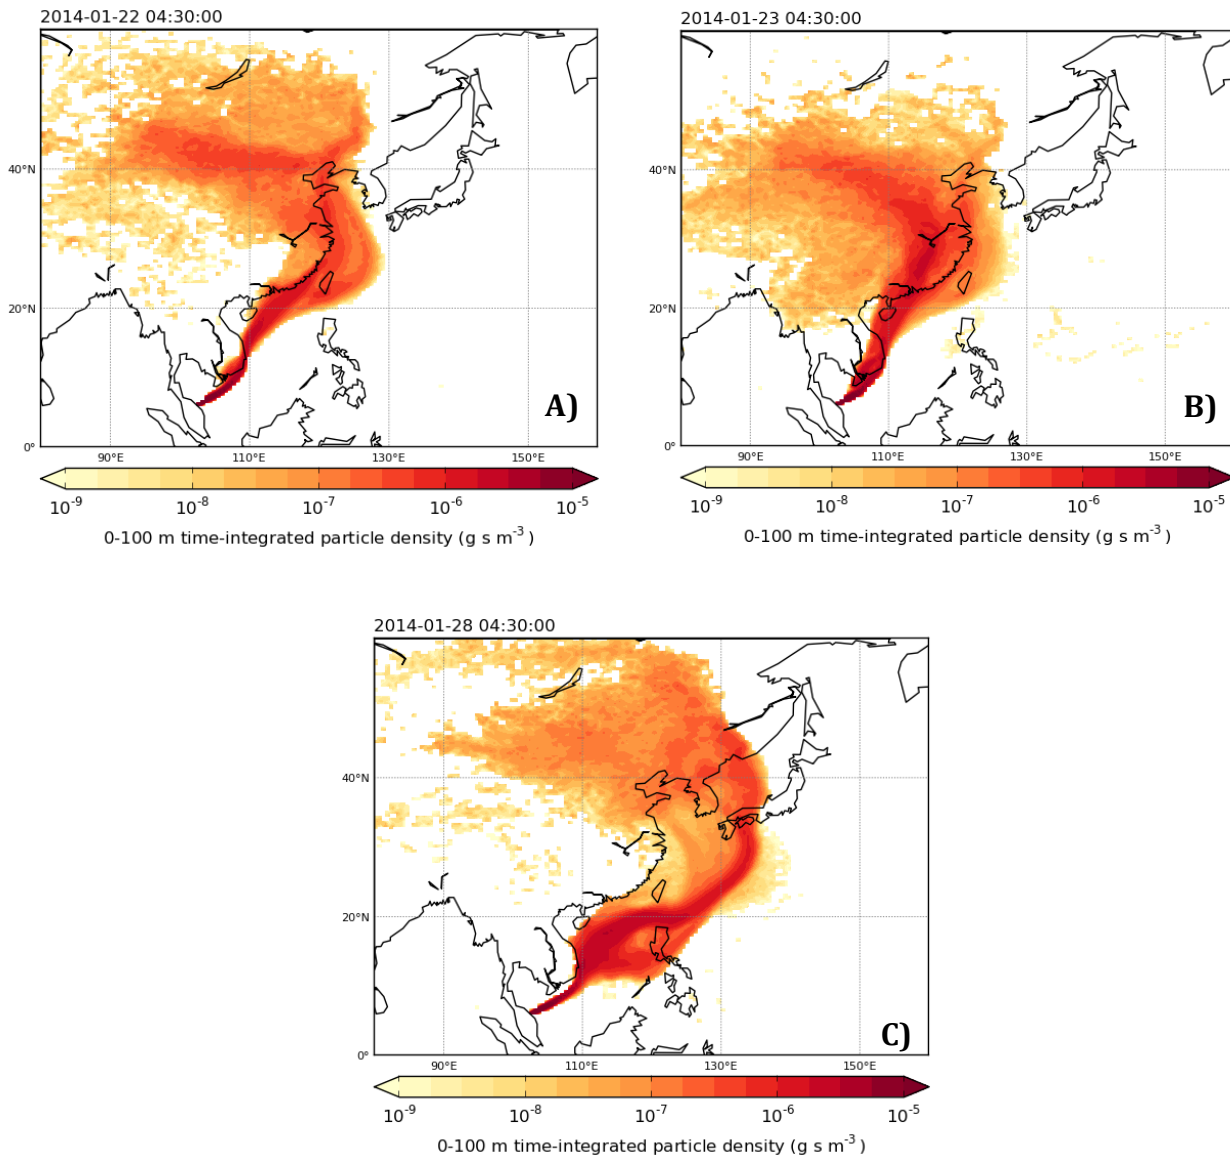 2014-01-22 04:30:00
40°N
20°N
0°
90°E 110°E 130°E 150°E
A)
10⁻⁹ 10⁻⁸ 10⁻⁷ 10⁻⁶ 10⁻⁵
0-100 m time-integrated particle density (g s m⁻³)
2014-01-23 04:30:00
40°N
20°N
0°
90°E 110°E 130°E 150°E
B)
10⁻⁹ 10⁻⁸ 10⁻⁷ 10⁻⁶ 10⁻⁵
0-100 m time-integrated particle density (g s m⁻³)
2014-01-28 04:30:00
40°N
20°N
0°
90°E 110°E 130°E 150°E
C)
10⁻⁹ 10⁻⁸ 10⁻⁷ 10⁻⁶ 10⁻⁵
0-100 m time-integrated particle density (g s m⁻³)